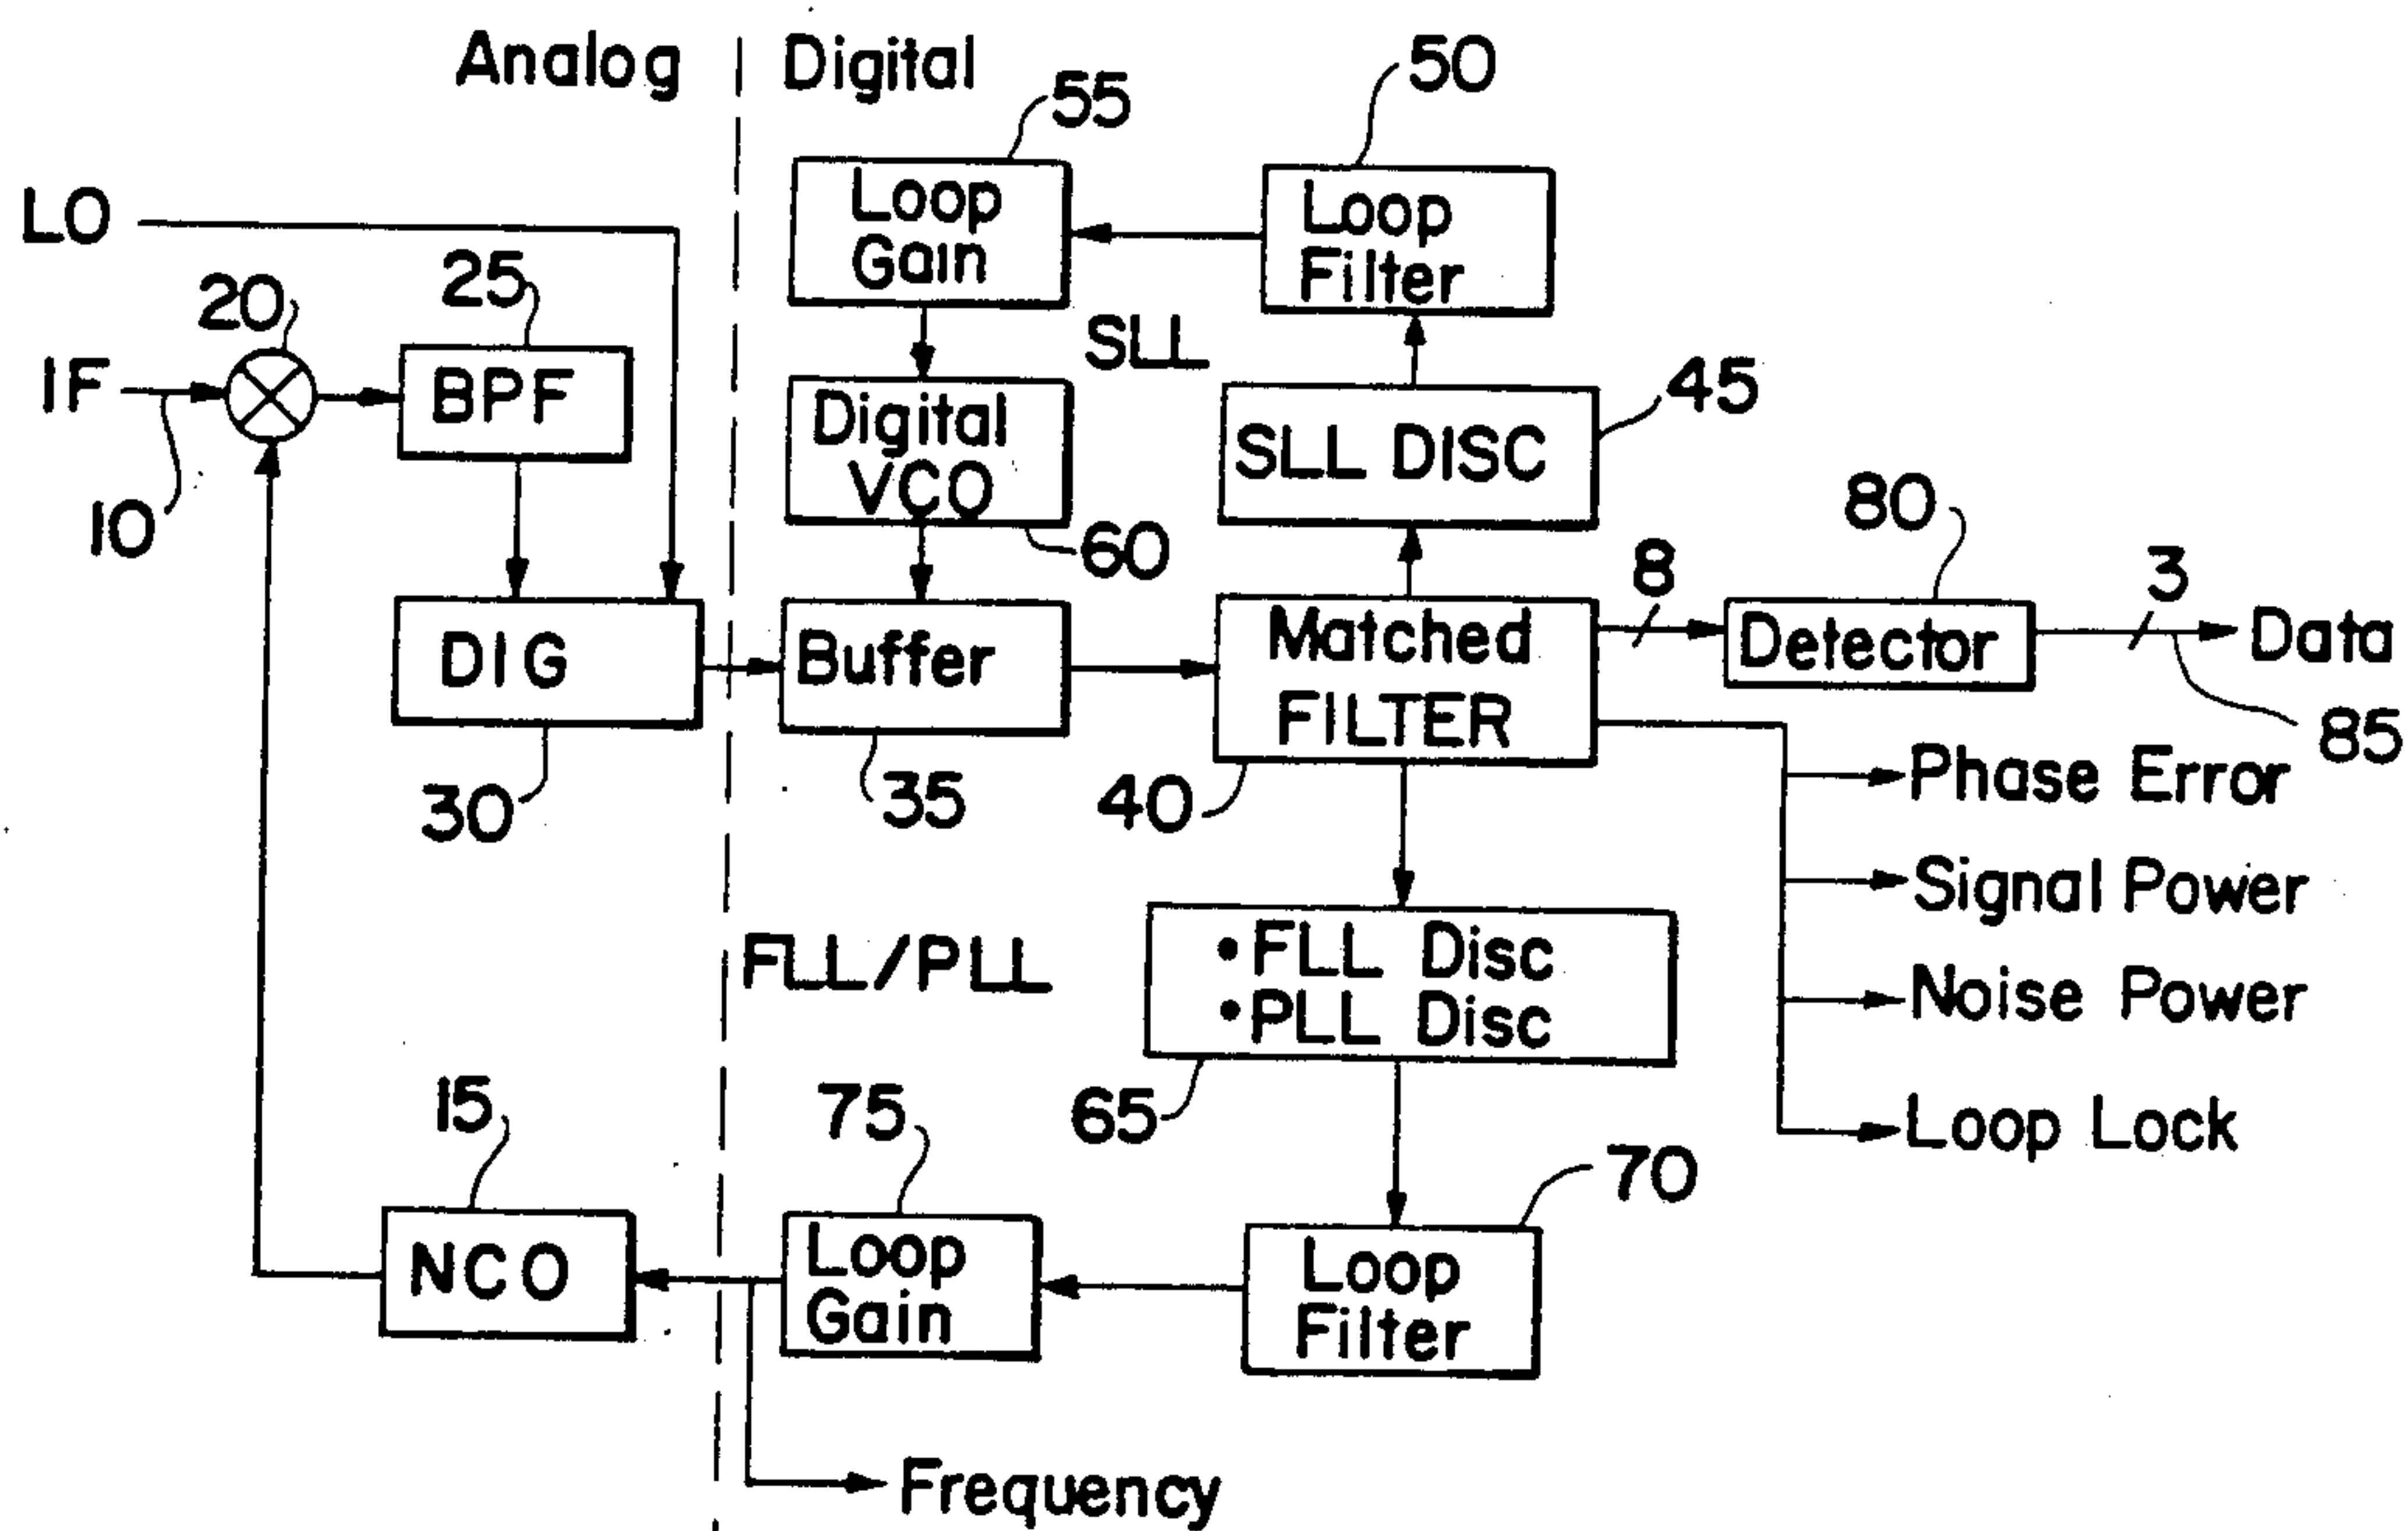 Analog
Digital
55
50
LO
Loop
Gain
Loop
Filter
20
25
IF
BPF
SLL
10
Digital
VCO
60
SLL DISC
45
80
8
3
DIG
30
Buffer
35
Matched
FILTER
40
Detector
Data
85
Phase Error
Signal Power
Noise Power
Loop Lock
FLL/PLL
•FLL Disc
•PLL Disc
65
15
75
70
NCO
Loop
Gain
Loop
Filter
Frequency